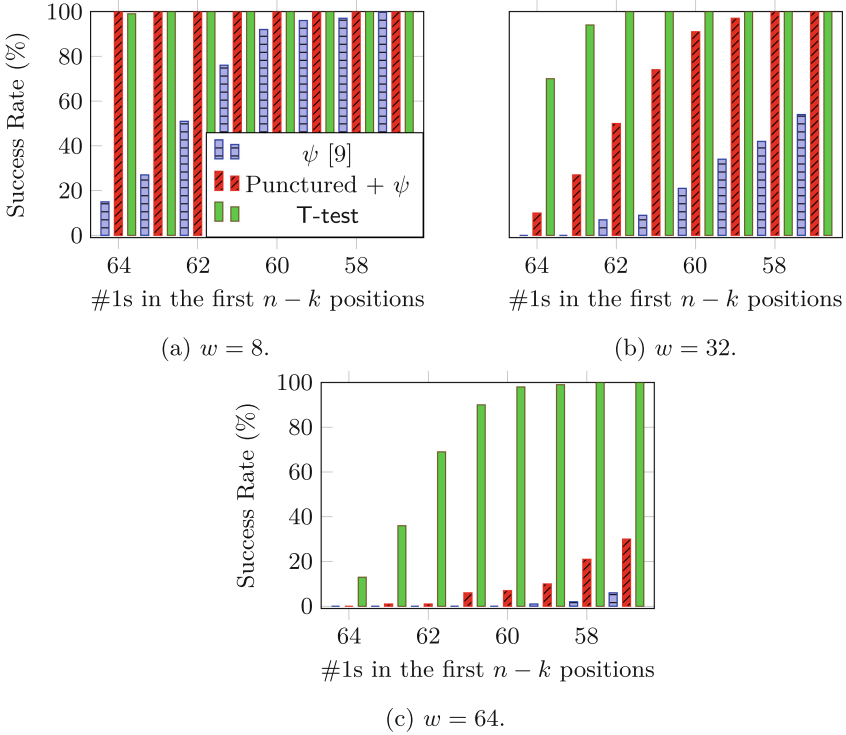 Success Rate (%)
100
80
60
40
20
0
ψ [9]
Punctured + ψ
T-test
64 62 60 58
#1s in the first n − k positions
(a) w = 8.
64 62 60 58
#1s in the first n − k positions
(b) w = 32.
Success Rate (%)
100
80
60
40
20
0
64 62 60 58
#1s in the first n − k positions
(c) w = 64.